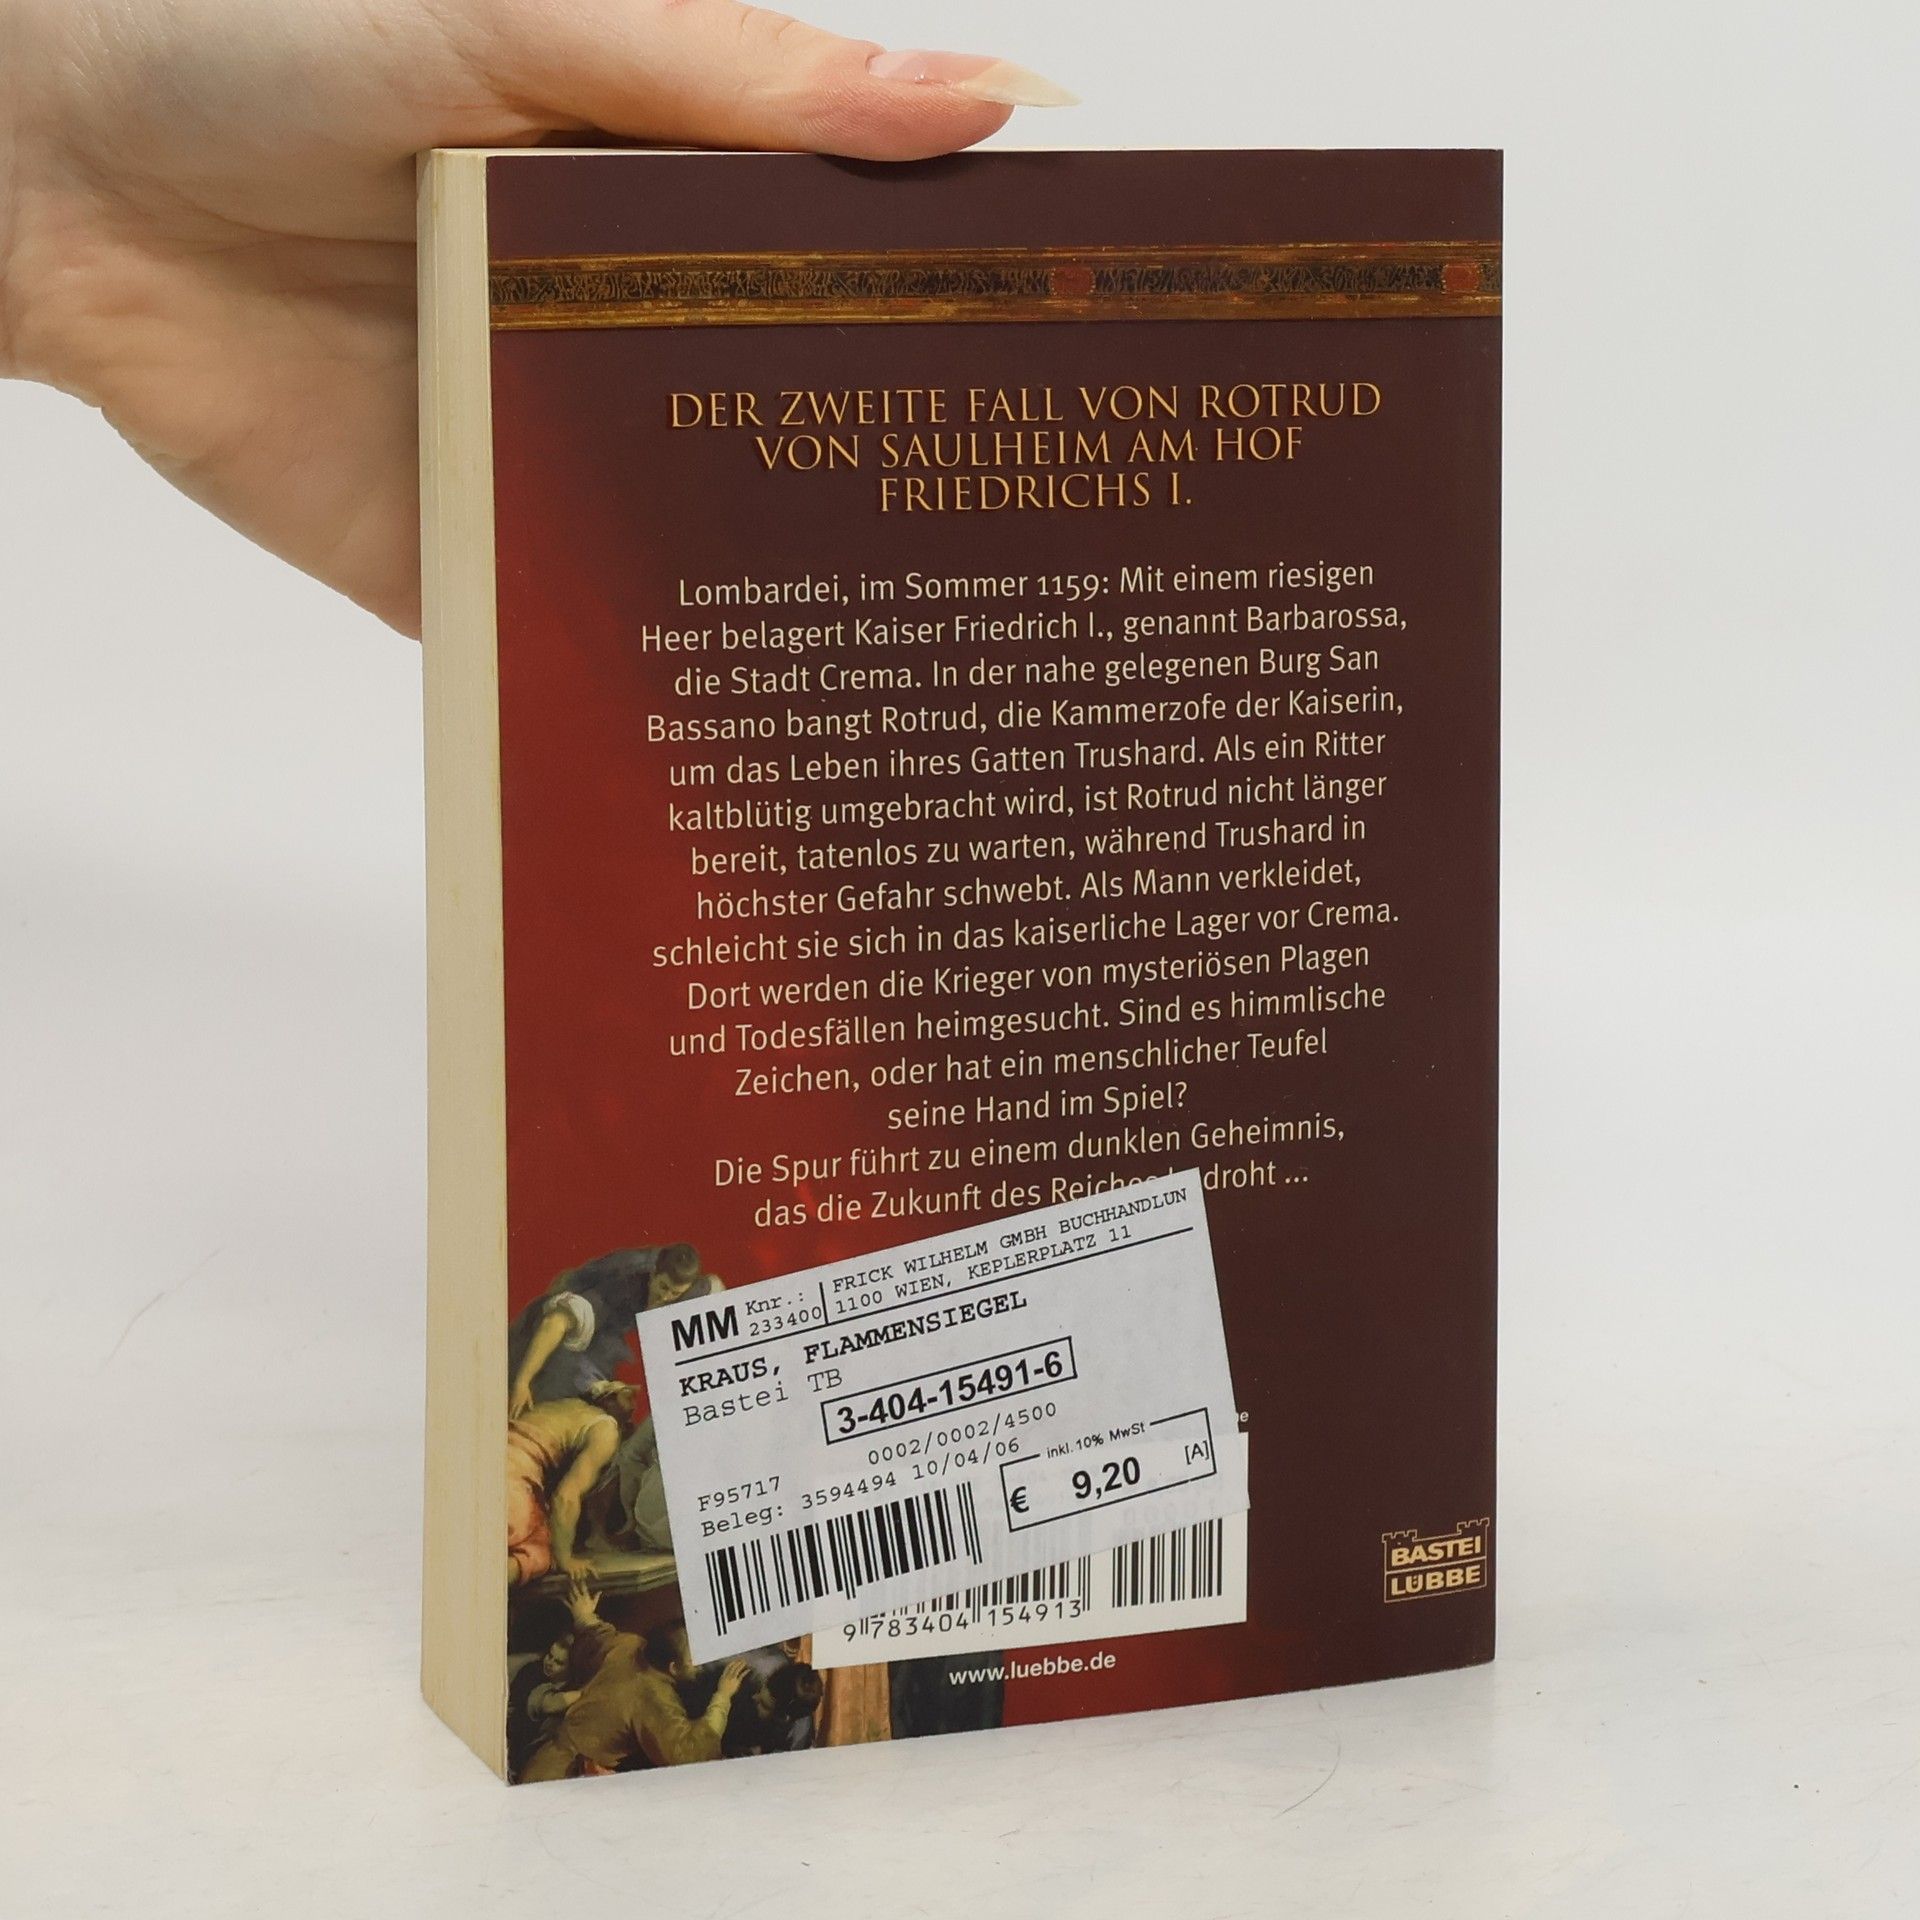 DER ZWEITE FALL VON ROTRUD
VON SAULHEIM AM HOF
FRIEDRICHS I.
Lombardei, im Sommer 1159: Mit einem riesigen
Heer belagert Kaiser Friedrich I., genannt Barbarossa,
die Stadt Crema. In der nahe gelegenen Burg San
Bassano bangt Rotrud, die Kammerzofe der Kaiserin,
um das Leben ihres Gatten Trushard. Als ein Ritter
kaltblütig umgebracht wird, ist Rotrud nicht länger
bereit, tatenlos zu warten, während Trushard in
höchster Gefahr schwebt. Als Mann verkleidet,
schleicht sie sich in das kaiserliche Lager vor Crema.
Dort werden die Krieger von mysteriösen Plagen
und Todesfällen heimgesucht. Sind es himmlische
Zeichen, oder hat ein menschlicher Teufel
seine Hand im Spiel?
Die Spur führt zu einem dunklen Geheimnis,
das die Zukunft des Reiches droht ...
MM Knr.: FRICK WILHELM GMBH BUCHHANDLUN
233400 1100 WIEN, KEPLERPLATZ 11
KRAUS, FLAMMENSIEGEL
Bastei TB
3-404-15491-6
0002/0002/4500
F95717
Beleg: 3594494 10/04/06
inkl. 10% MwSt
€ 9,20 [A]
9 783404 154913
www.luebbe.de
BASTEI
LÜBBE